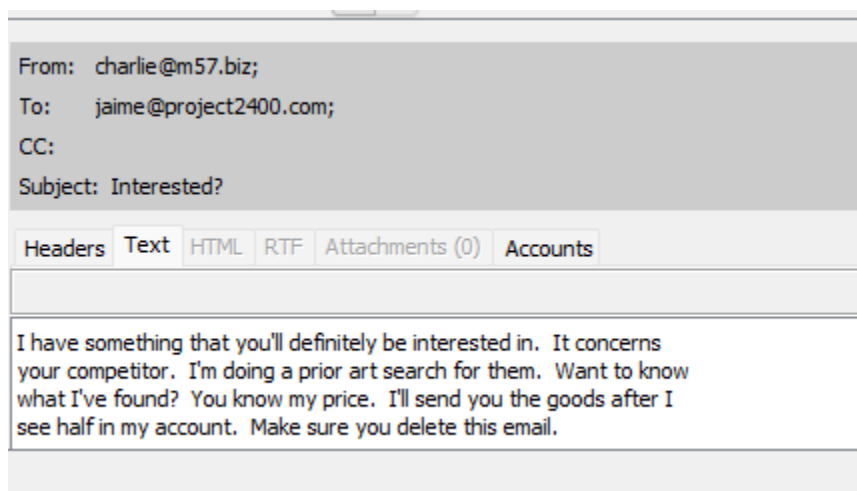 From: charlie@m57.biz;
To: jaime@project2400.com;
CC:
Subject: Interested?
Headers Text HTML RTF Attachments (0) Accounts
I have something that you'll definitely be interested in.  It concerns
your competitor.  I'm doing a prior art search for them.  Want to know
what I've found?  You know my price.  I'll send you the goods after I
see half in my account.  Make sure you delete this email.